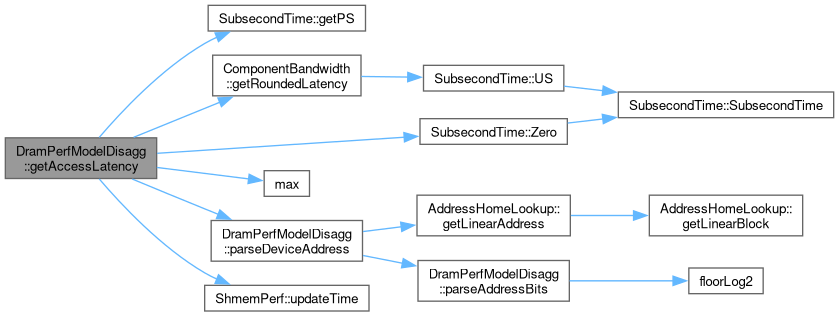 SubsecondTime::getPS
ComponentBandwidth
::getRoundedLatency
SubsecondTime::US
SubsecondTime::SubsecondTime
SubsecondTime::Zero
DramPerfModelDisagg
::getAccessLatency
max
DramPerfModelDisagg
::parseDeviceAddress
AddressHomeLookup::
getLinearAddress
AddressHomeLookup::
getLinearBlock
DramPerfModelDisagg
::parseAddressBits
floorLog2
ShmemPerf::updateTime